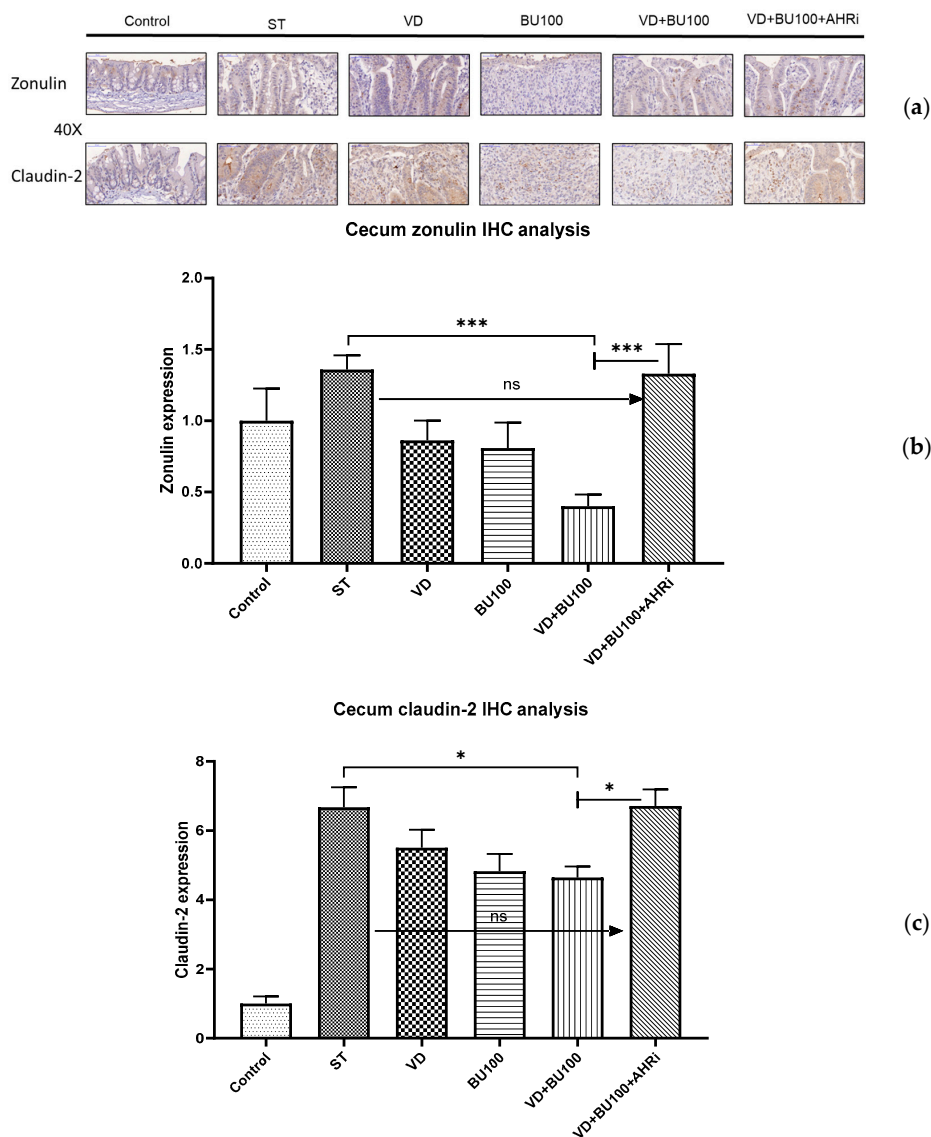 Control ST VD BU100 VD+BU100 VD+BU100+AHRi
Zonulin
(a)
40X
Claudin-2
Cecum zonulin IHC analysis
2.0
***
***
1.5
ns
1.0
Zonulin expression
(b)
0.5
0.0
Control ST VD BU100 VD+BU100 VD+BU100+AHRi
Cecum claudin-2 IHC analysis
8
*
*
6
4
ns
Claudin-2 expression
(c)
2
0
Control ST VD BU100 VD+BU100 VD+BU100+AHRi